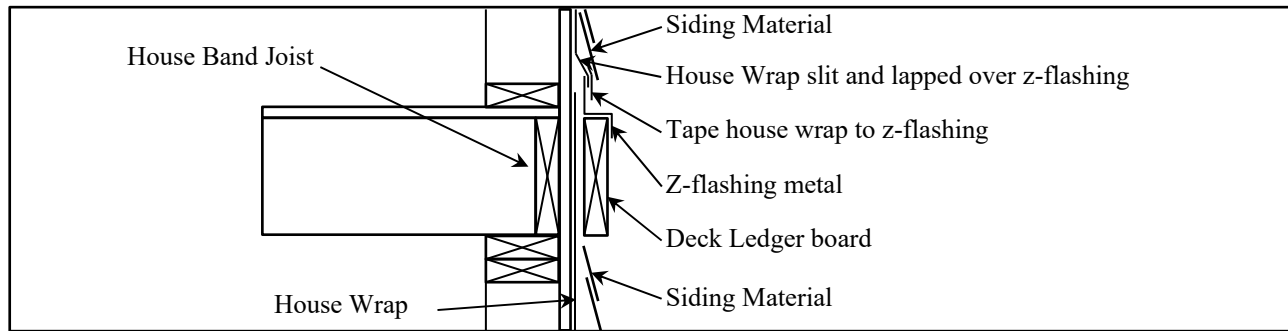 Siding Material
House Band Joist
House Wrap slit and lapped over z-flashing
Tape house wrap to z-flashing
Z-flashing metal
Deck Ledger board
Siding Material
House Wrap